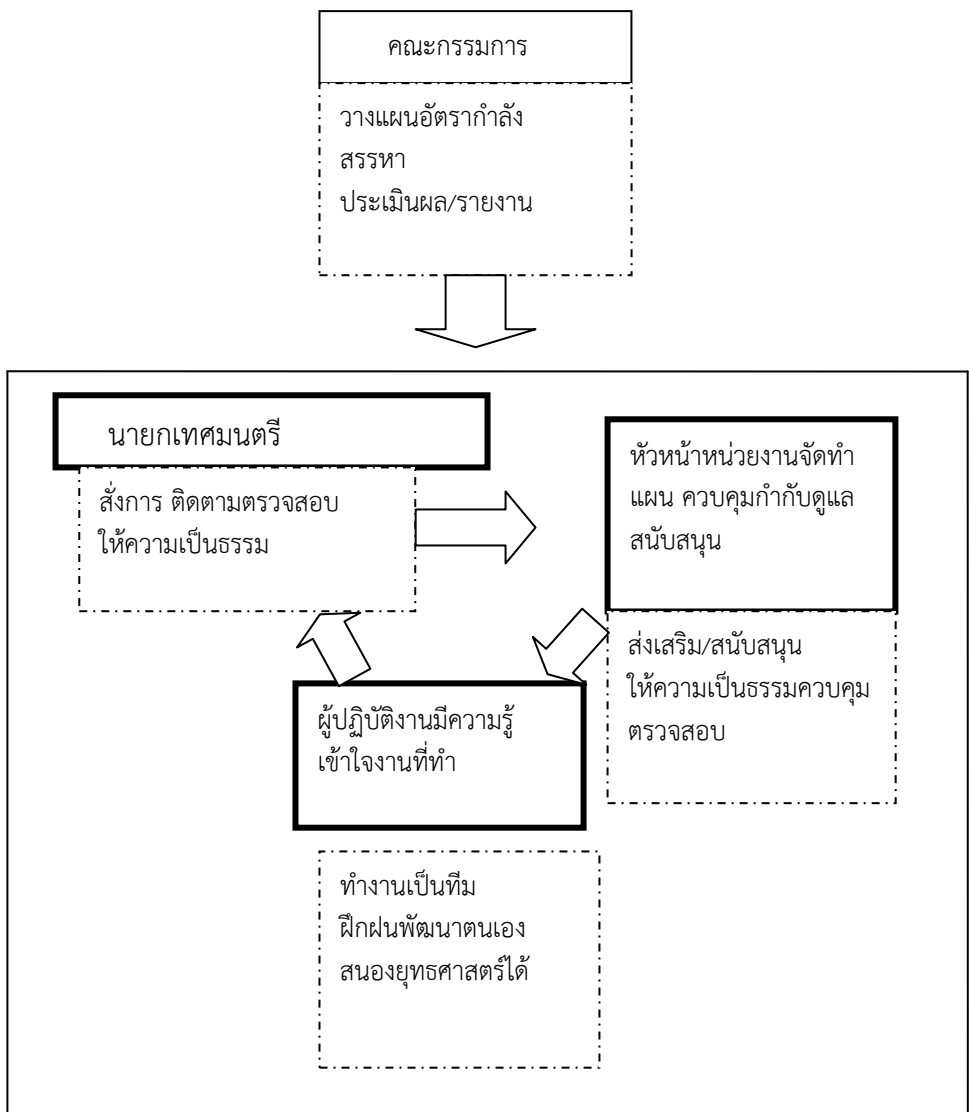 คณะกรรมการ
วางแผนอัตรากำลัง
สรรหา
ประเมินผล/รายงาน
นายกเทศมนตรี
สั่งการ ติดตามตรวจสอบ
ให้ความเป็นธรรม
หัวหน้าหน่วยงานจัดทำ
แผน ควบคุมกำกับดูแล
สนับสนุน
ส่งเสริม/สนับสนุน
ให้ความเป็นธรรมควบคุม
ตรวจสอบ
ผู้ปฏิบัติงานมีความรู้
เข้าใจงานที่ทำ
ทำงานเป็นทีม
ฝึกฝนพัฒนาตนเอง
สนองยุทธศาสตร์ได้